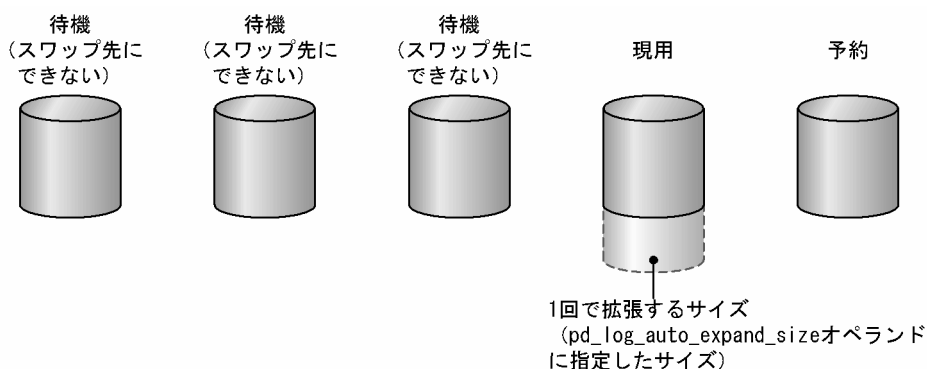 待機
（スワップ先に
できない）
待機
（スワップ先に
できない）
待機
（スワップ先に
できない）
現用
予約
1回で拡張するサイズ
（pd_log_auto_expand_sizeオペランド
に指定したサイズ）